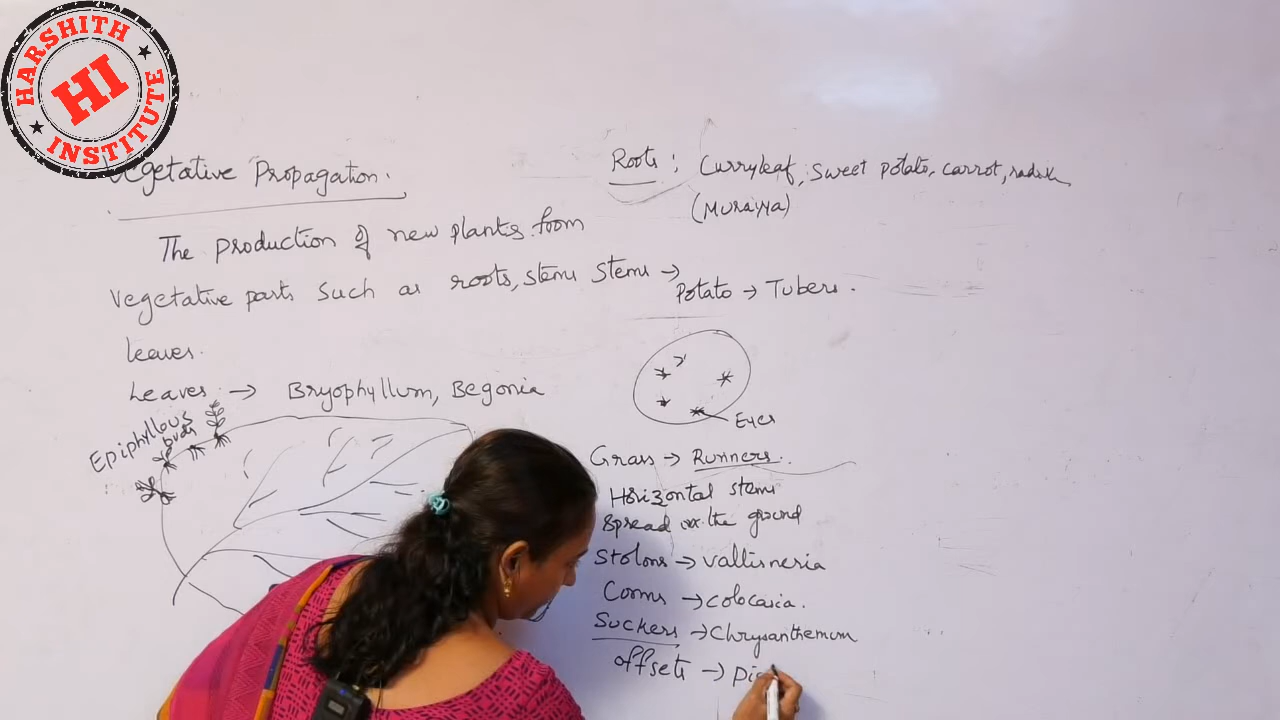 HARSHITH
HI
INSTITUTE
Vegetative Propagation.
The production of new plants from
vegetative parts such as roots, stems
leaves.
Leaves → Bryophyllum, Begonia
Epiphyllous
buds
Roots : Curryleaf, Sweet potato, carrot, radish
(Murayya)
Stems →
Potato → Tubers.
Eyes
Grass → Runners.
Horizontal stems
Spread on the ground
Stolons → Vallisneria
Corms → colocasia.
Suckers → Chrysanthemum
offsets → Pis